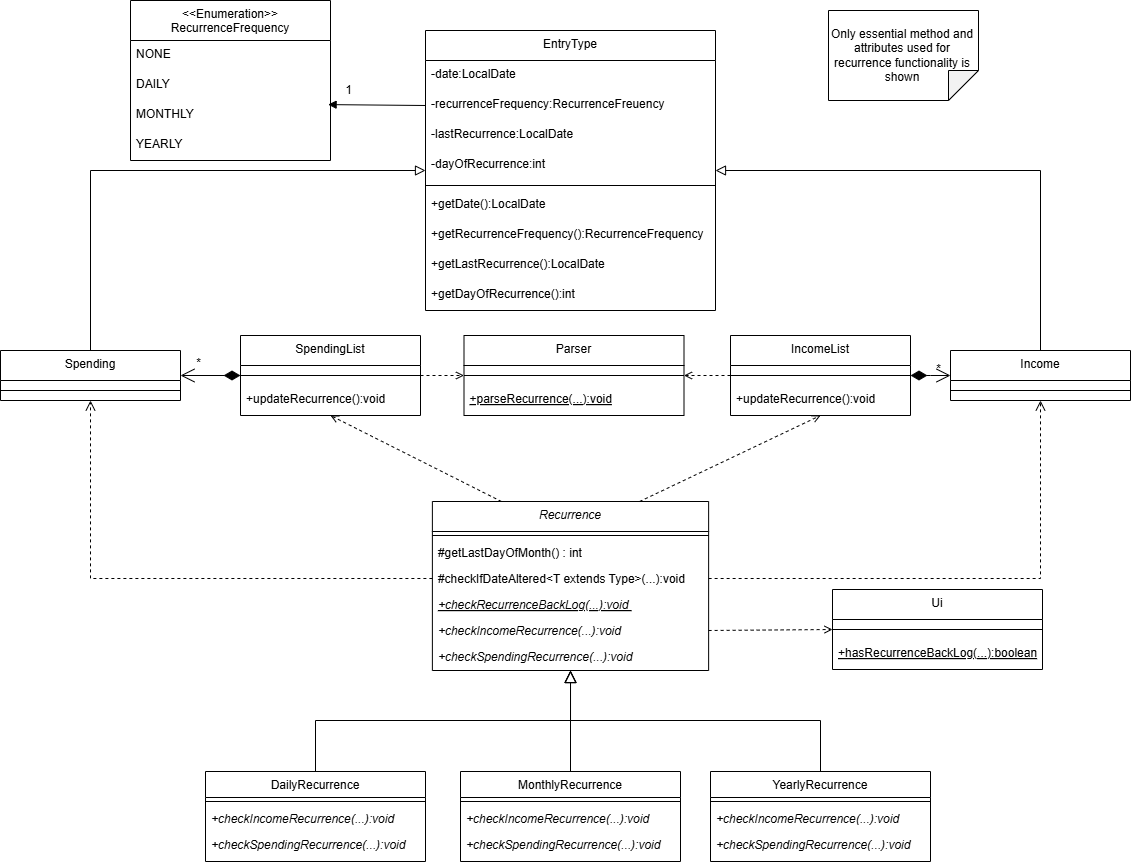 <<Enumeration>>
RecurrenceFrequency
NONE
DAILY
MONTHLY
YEARLY
1
EntryType
-date:LocalDate
-recurrenceFrequency:RecurrenceFreuency
-lastRecurrence:LocalDate
-dayOfRecurrence:int
+getDate():LocalDate
+getRecurrenceFrequency():RecurrenceFrequency
+getLastRecurrence():LocalDate
+getDayOfRecurrence():int
Only essential method and
attributes used for
recurrence functionality is
shown
Spending
*
SpendingList
+updateRecurrence():void
Parser
+parseRecurrence(...):void
IncomeList
+updateRecurrence():void
*
Income
Recurrence
#getLastDayOfMonth() : int
#checkIfDateAltered<T extends Type>(...):void
+checkRecurrenceBackLog(...):void
+checkIncomeRecurrence(...):void
+checkSpendingRecurrence(...):void
Ui
+hasRecurrenceBackLog(...):boolean
DailyRecurrence
+checkIncomeRecurrence(...):void
+checkSpendingRecurrence(...):void
MonthlyRecurrence
+checkIncomeRecurrence(...):void
+checkSpendingRecurrence(...):void
YearlyRecurrence
+checkIncomeRecurrence(...):void
+checkSpendingRecurrence(...):void